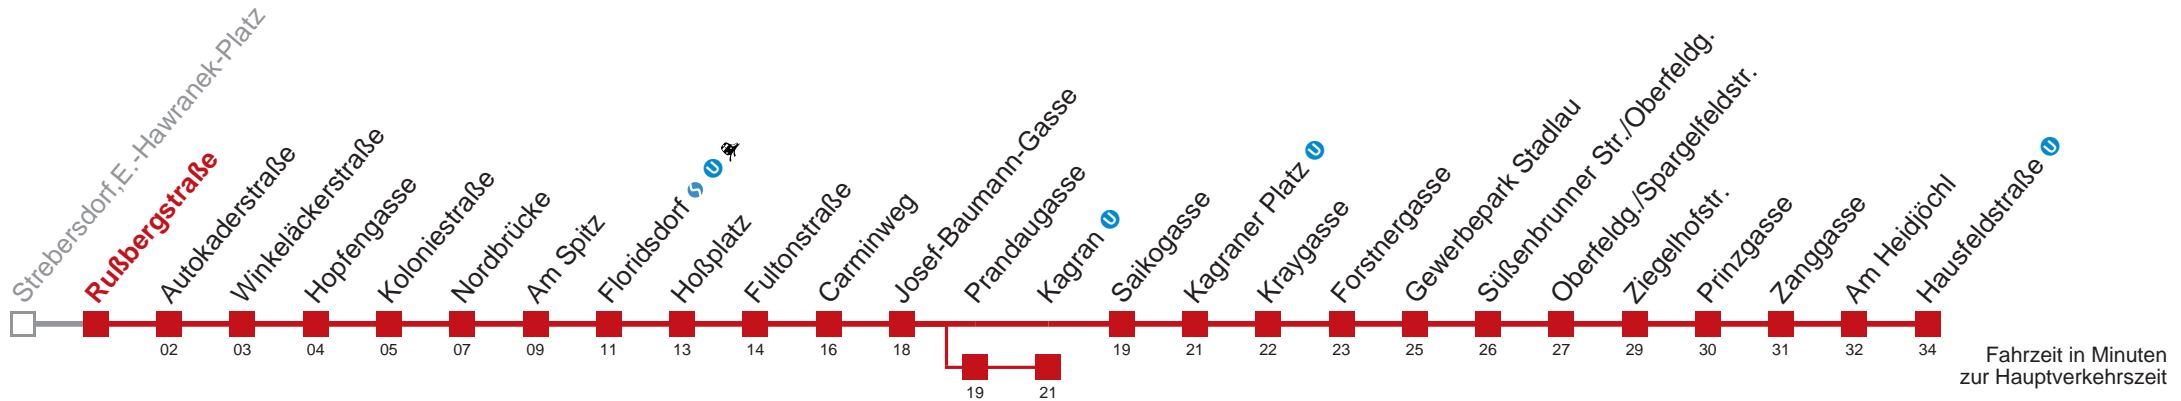 Strebersdorf,E.-Hawranek-Platz
Rußbergstraße
Autokaderstraße
Winkeläckerstraße
Hopfengasse
Koloniestraße
Nordbrücke
Am Spitz
Floridsdorf S U
Hoßplatz
Fultonstraße
Carminweg
Josef-Baumann-Gasse
Prandaugasse
Kagran U
Saikogasse
Kagraner Platz U
Kraygasse
Forstnergasse
Gewerbepark Stadlau
Süßenbrunner Str./Oberfeldg.
Oberfeldg./Spargelfeldstr.
Ziegelhofstr.
Prinzgasse
Zanggasse
Am Heidjöchl
Hausfeldstraße U
02 03 04 05 07 09 11 13 14 16 18 19 21 22 23 25 26 27 29 30 31 32 34
19 21
Fahrzeit in Minuten
zur Hauptverkehrszeit